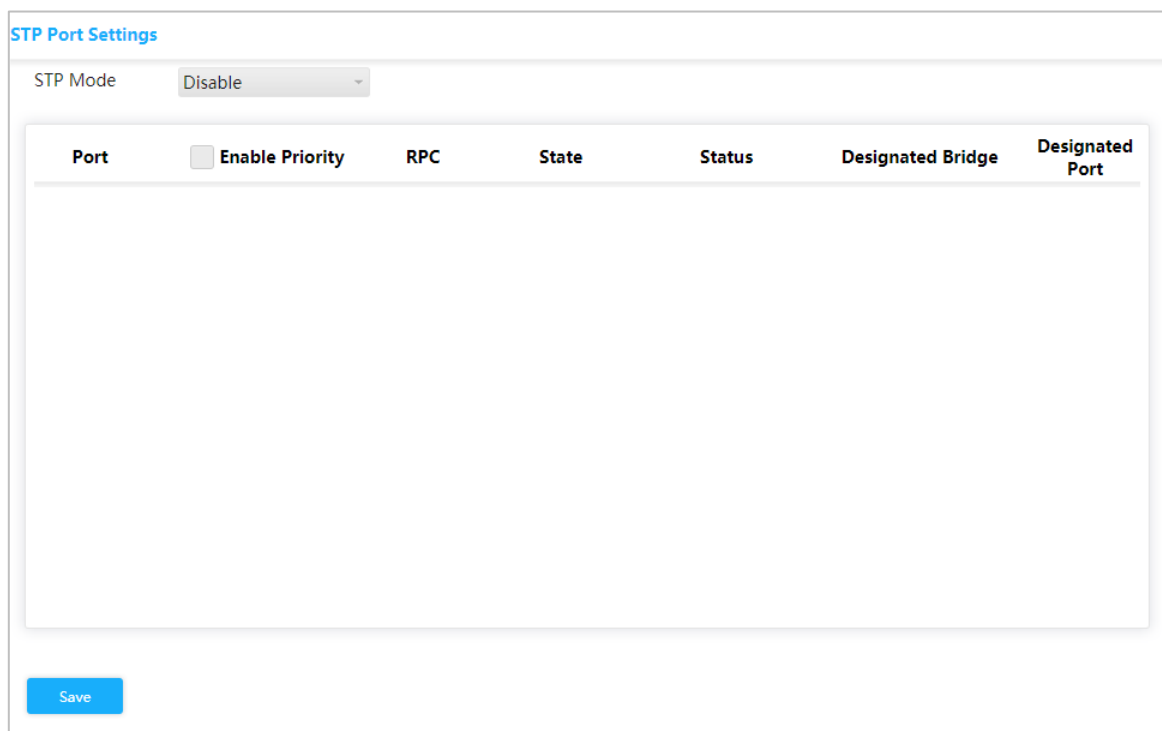 STP Port Settings
STP Mode Disable
Port Enable Priority RPC State Status Designated Bridge Designated Port
Save